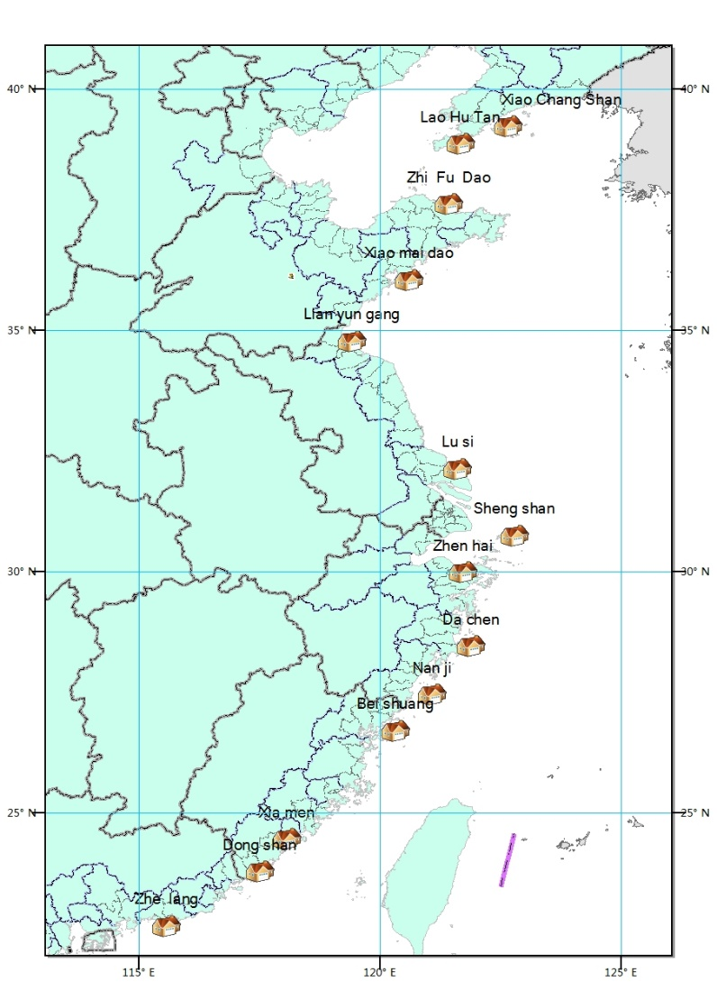 40° N
40° N
Xiao Chang Shan
Lao Hu Tan
Zhi Fu Dao
Xiao mai dao
Lian yun gang
35° N
35° N
Lu si
Sheng shan
Zhen hai
30° N
30° N
Da chen
Nan ji
Bei shuang
25° N
25° N
Xia men
Dong shan
Zhe lang
115° E
120° E
125° E